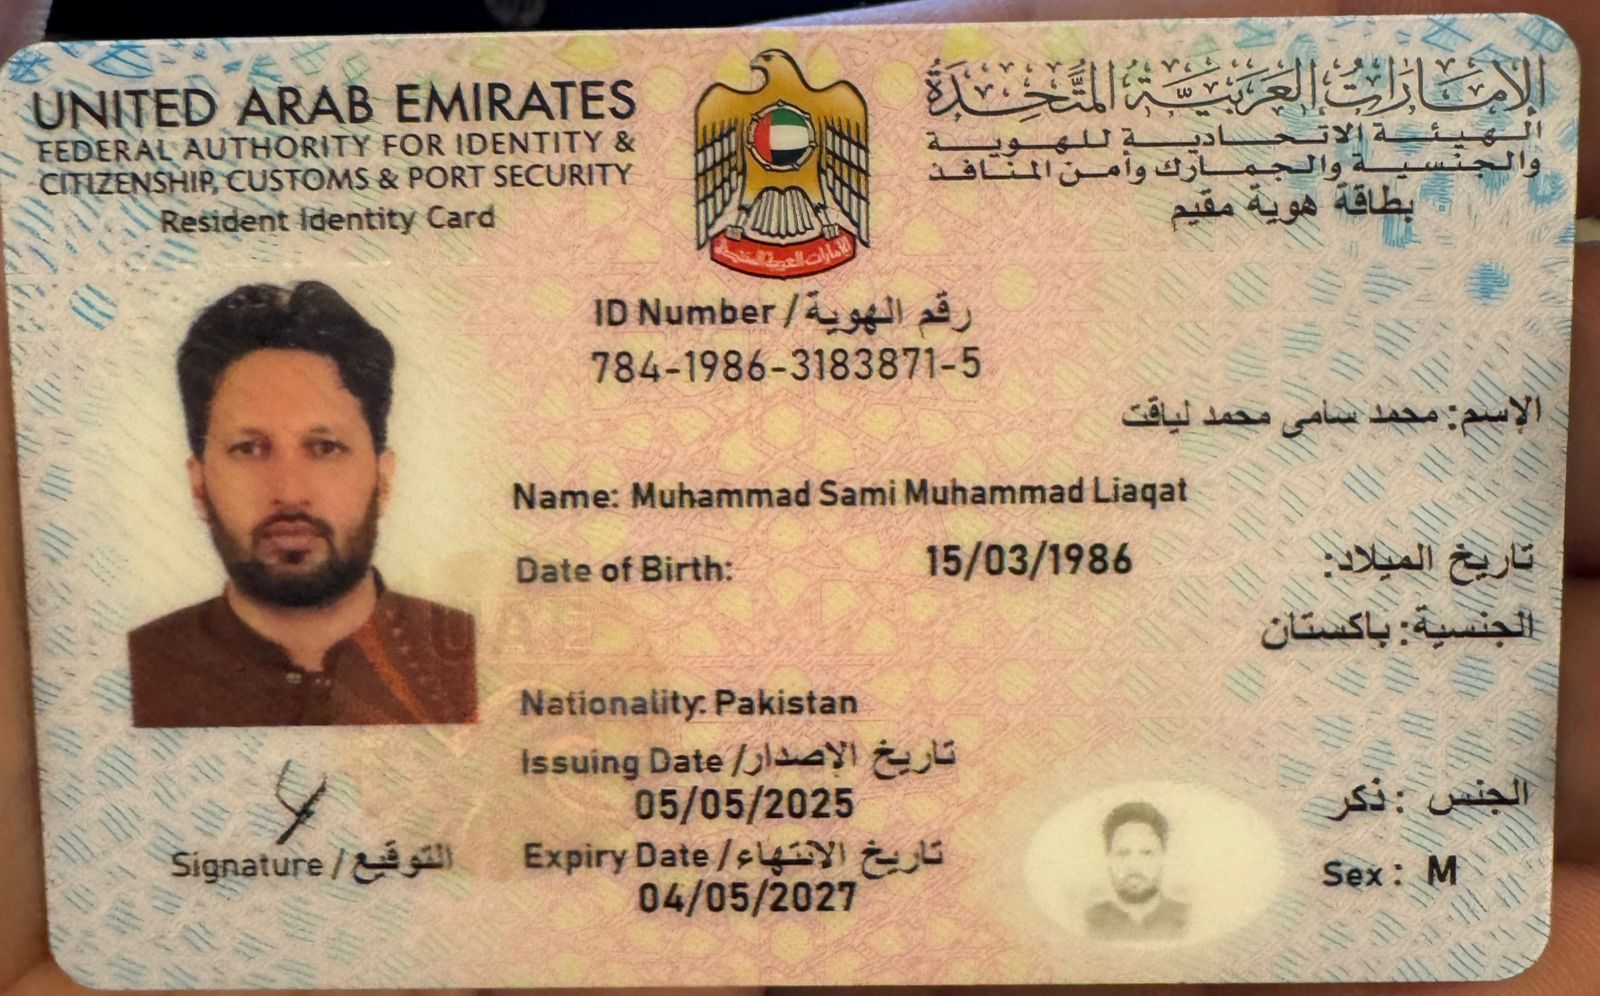 UNITED ARAB EMIRATES
FEDERAL AUTHORITY FOR IDENTITY &
CITIZENSHIP, CUSTOMS & PORT SECURITY
Resident Identity Card
الإمارات العربية المتحدة
الهيئة الاتحادية للهوية
والجنسية والجمارك وأمن المنافذ
بطاقة هوية مقيم
ID Number / رقم الهوية
784-1986-3183871-5
الإسم: محمد سامى محمد لياقت
Name: Muhammad Sami Muhammad Liaqat
Date of Birth: 15/03/1986 تاريخ الميلاد:
الجنسية: باكستان
Nationality: Pakistan
Issuing Date / تاريخ الإصدار
05/05/2025
Expiry Date / تاريخ الانتهاء
04/05/2027
الجنس : ذكر
Sex : M
Signature / التوقيع